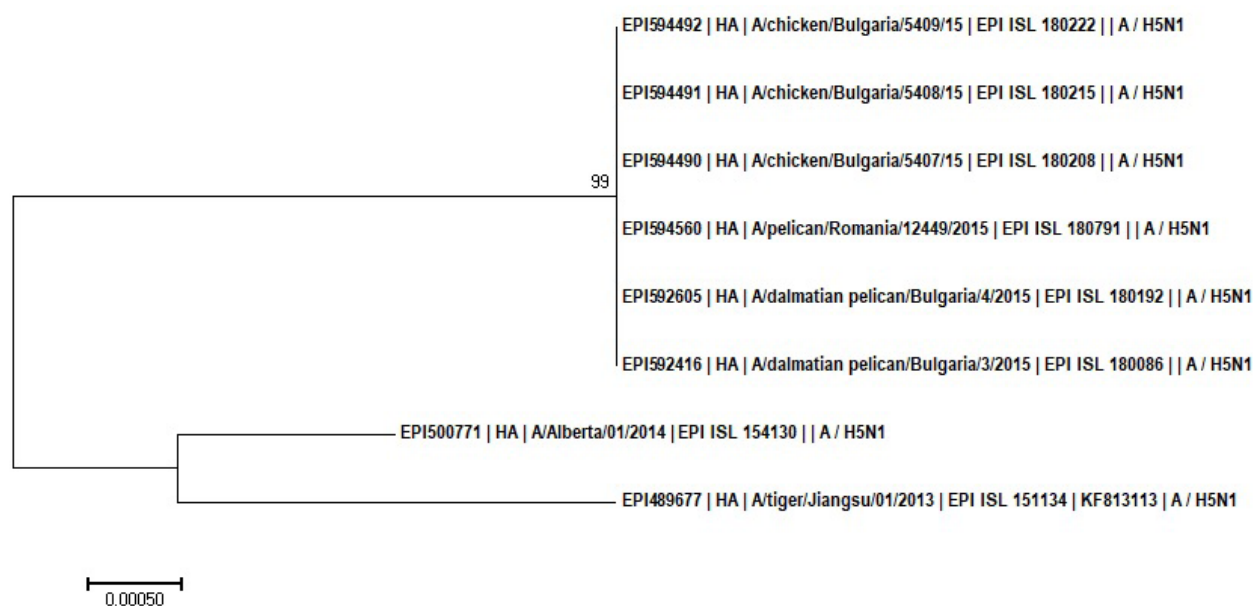 EPI594492 | HA | A/chicken/Bulgaria/5409/15 | EPI ISL 180222 | | A / H5N1
EPI594491 | HA | A/chicken/Bulgaria/5408/15 | EPI ISL 180215 | | A / H5N1
EPI594490 | HA | A/chicken/Bulgaria/5407/15 | EPI ISL 180208 | | A / H5N1
99
EPI594560 | HA | A/pelican/Romania/12449/2015 | EPI ISL 180791 | | A / H5N1
EPI592605 | HA | A/dalmatian pelican/Bulgaria/4/2015 | EPI ISL 180192 | | A / H5N1
EPI592416 | HA | A/dalmatian pelican/Bulgaria/3/2015 | EPI ISL 180086 | | A / H5N1
EPI500771 | HA | A/Alberta/01/2014 | EPI ISL 154130 | | A / H5N1
EPI489677 | HA | A/tiger/Jiangsu/01/2013 | EPI ISL 151134 | KF813113 | A / H5N1
0.00050